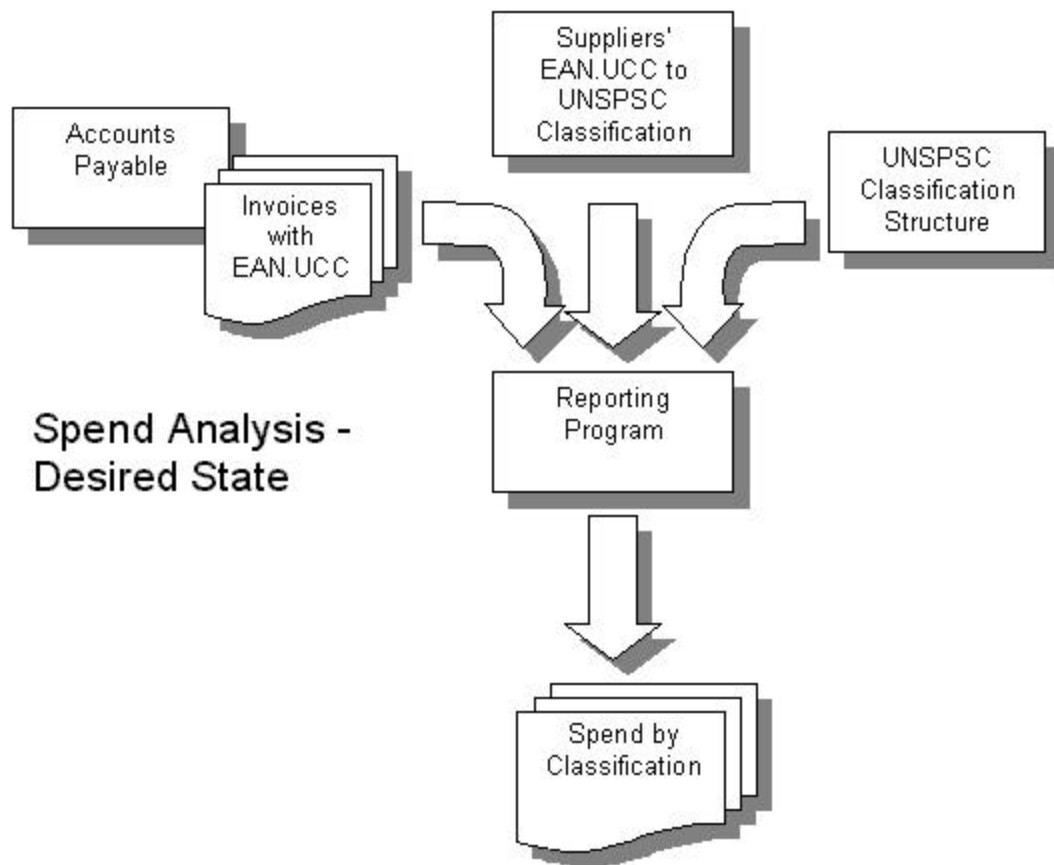 Suppliers'
EAN.UCC to
UNSPSC
Classification
Accounts
Payable
Invoices
with
EAN.UCC
UNSPSC
Classification
Structure
Reporting
Program
Spend Analysis -
Desired State
Spend by
Classification